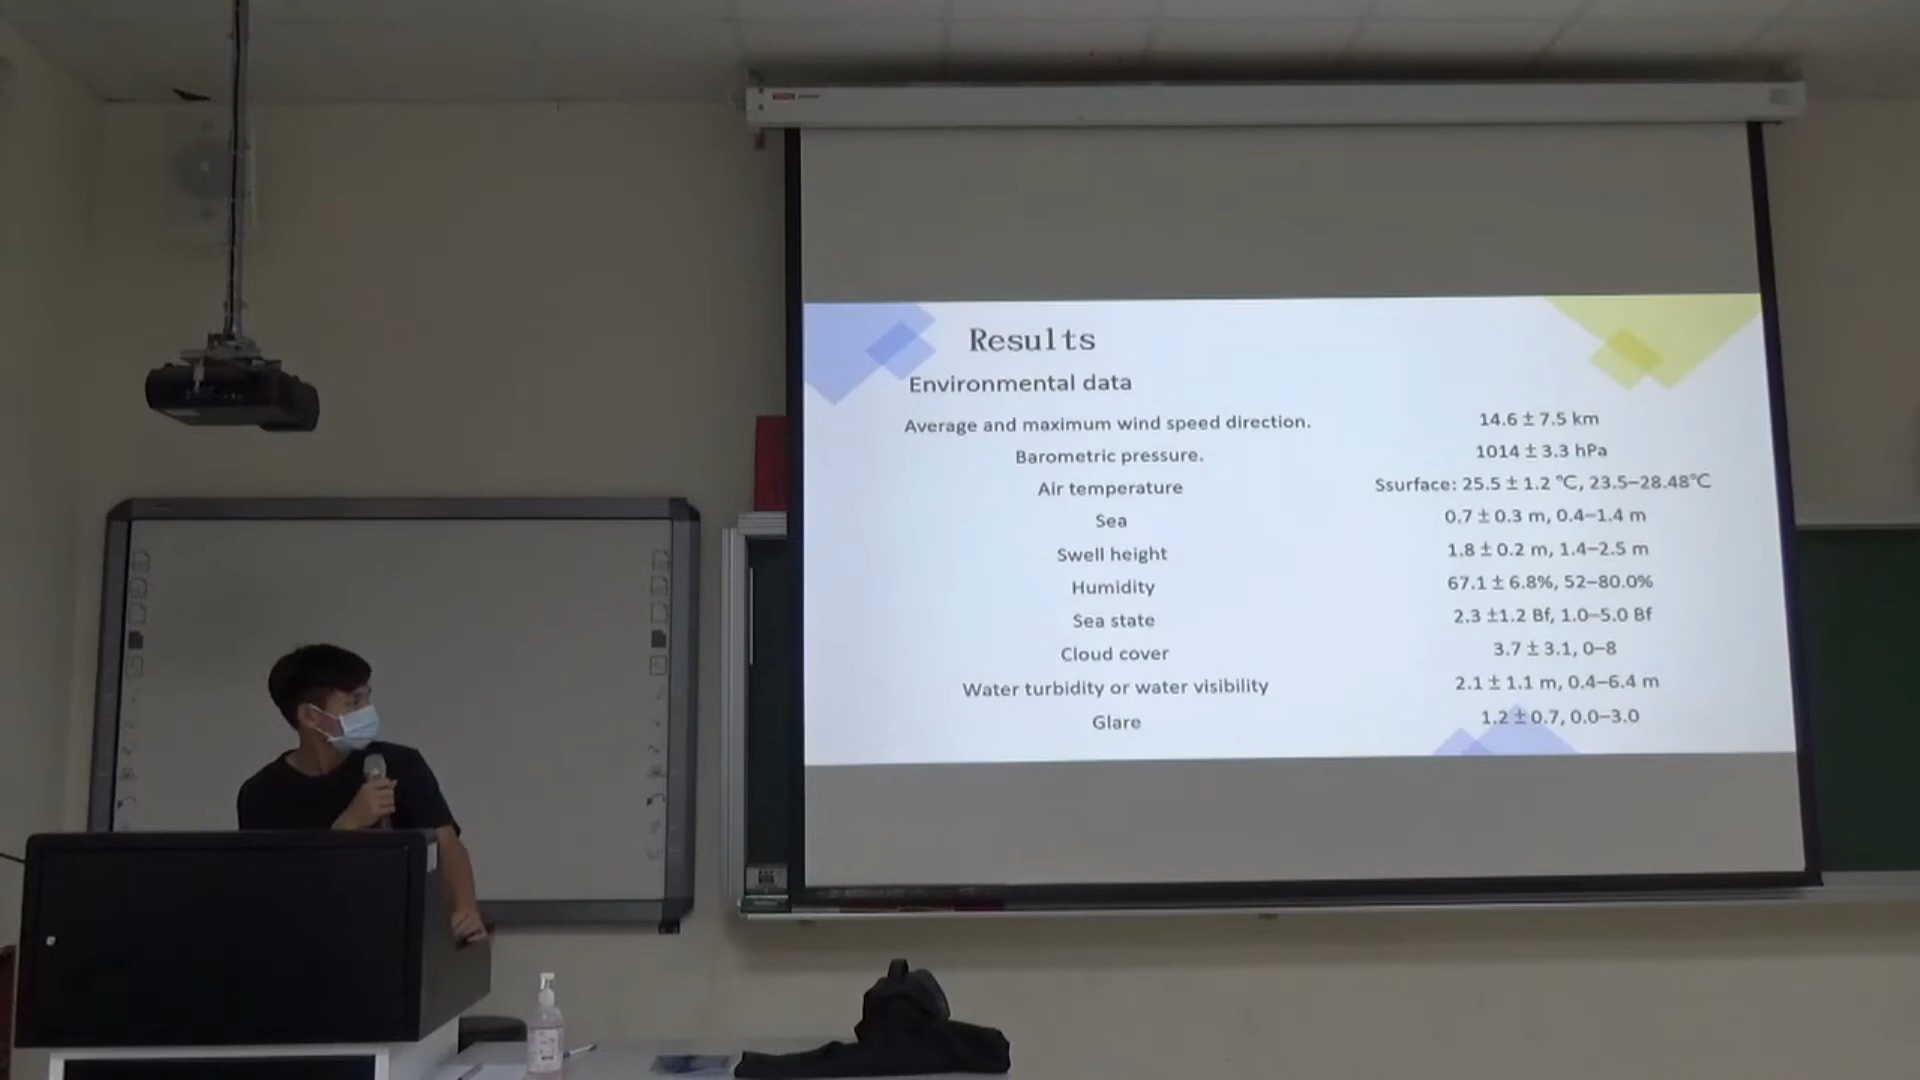 Results
Environmental data
Average and maximum wind speed direction. 14.6 ± 7.5 km
Barometric pressure. 1014 ± 3.3 hPa
Air temperature Ssurface: 25.5 ± 1.2 °C, 23.5–28.48°C
Sea 0.7 ± 0.3 m, 0.4–1.4 m
Swell height 1.8 ± 0.2 m, 1.4–2.5 m
Humidity 67.1 ± 6.8%, 52–80.0%
Sea state 2.3 ±1.2 Bf, 1.0–5.0 Bf
Cloud cover 3.7 ± 3.1, 0–8
Water turbidity or water visibility 2.1 ± 1.1 m, 0.4–6.4 m
Glare 1.2 ± 0.7, 0.0–3.0